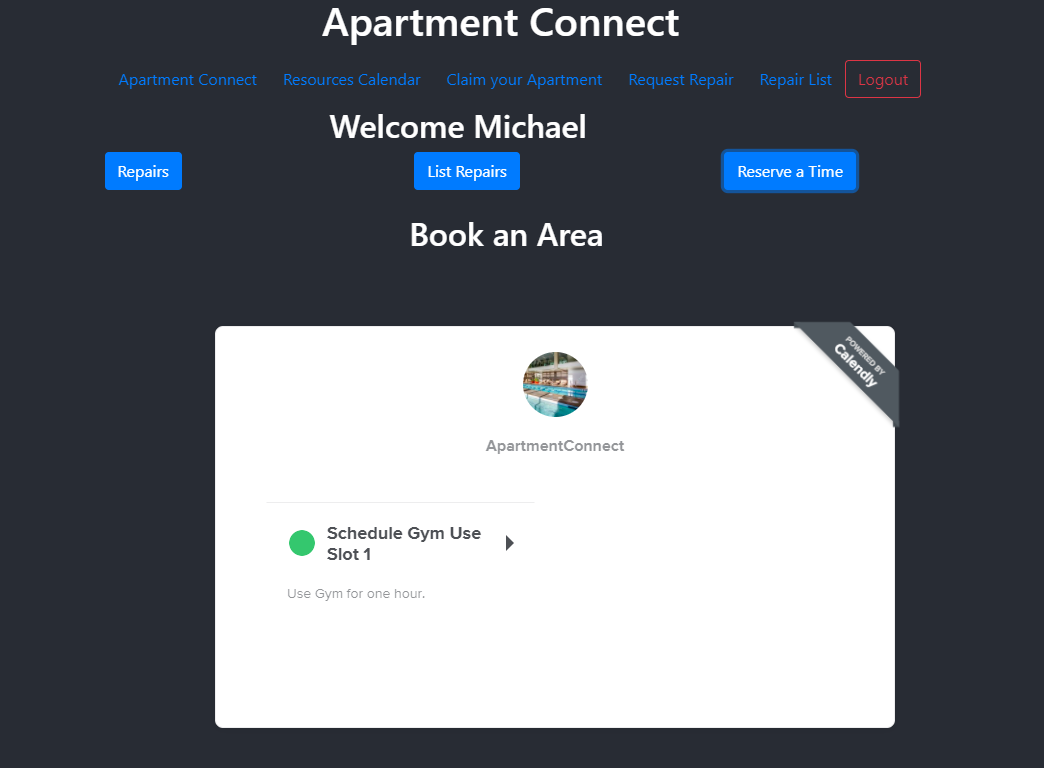 Apartment Connect
Apartment Connect Resources Calendar Claim your Apartment Request Repair Repair List Logout
Welcome Michael
Repairs List Repairs Reserve a Time
Book an Area
POWERED BY
Calendly
ApartmentConnect
Schedule Gym Use
Slot 1
Use Gym for one hour.